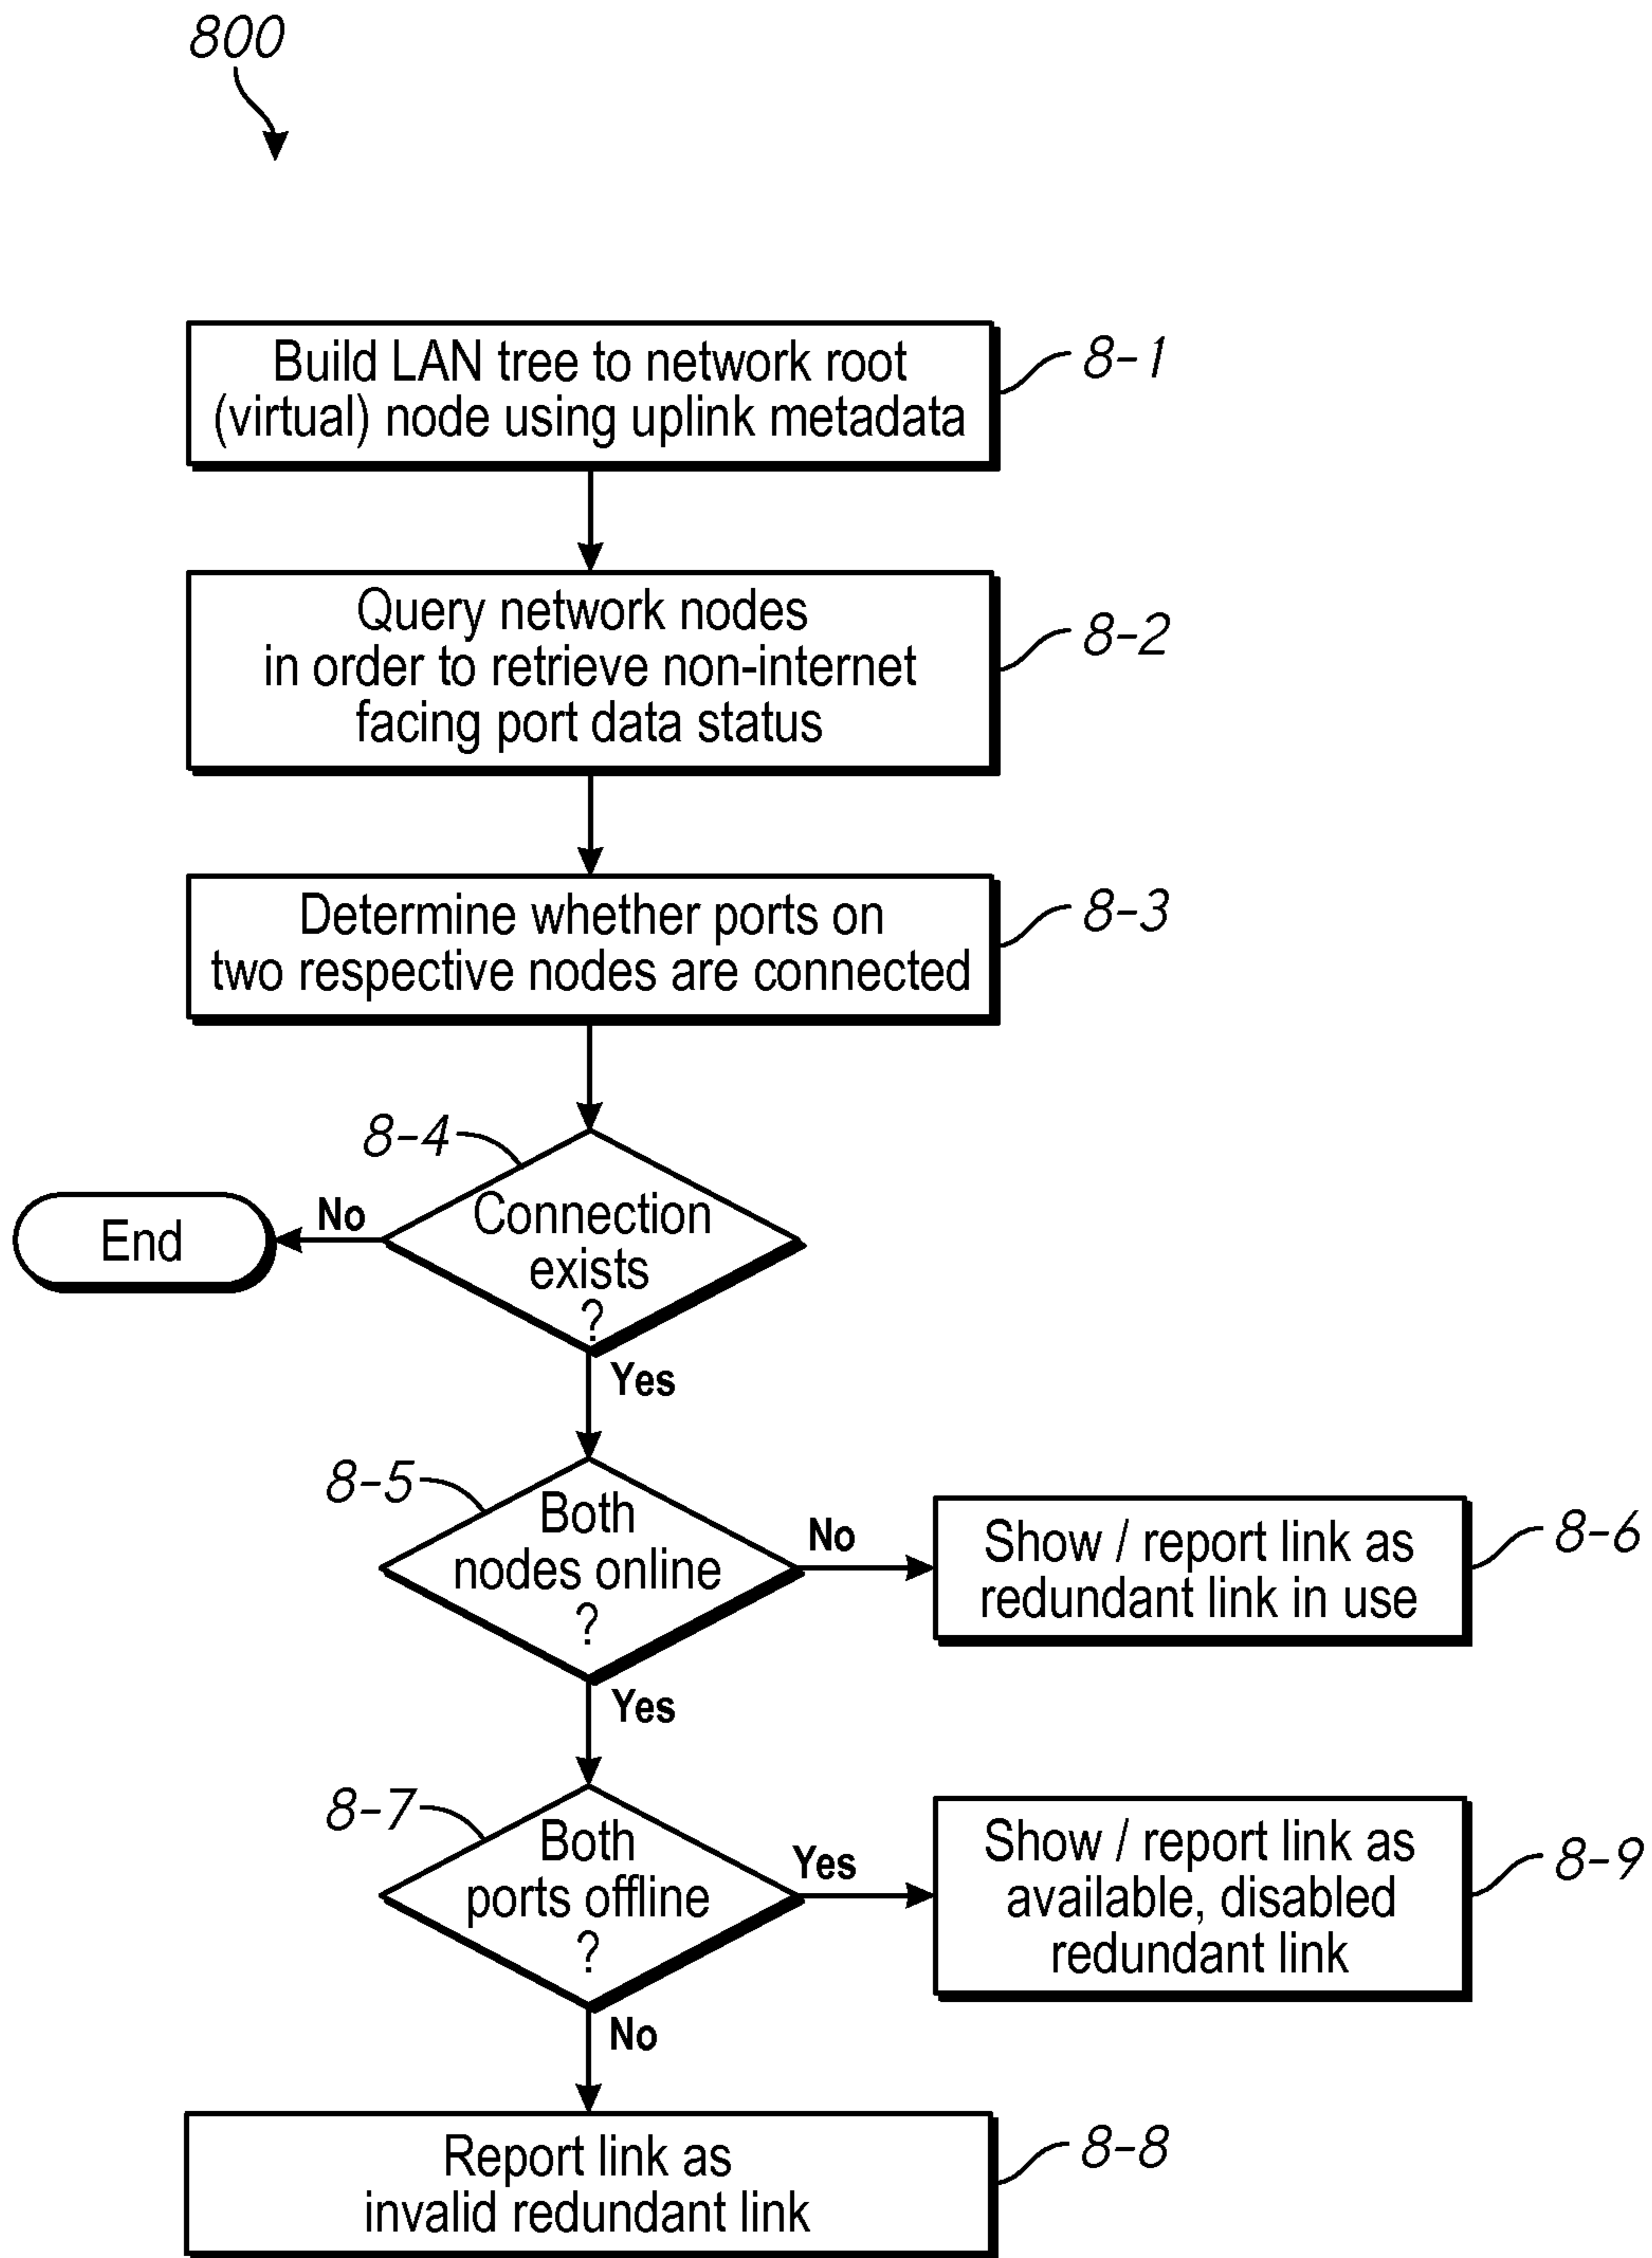 800
Build LAN tree to network root
(virtual) node using uplink metadata
8-1
Query network nodes
in order to retrieve non-internet
facing port data status
8-2
Determine whether ports on
two respective nodes are connected
8-3
8-4
Connection
exists
?
No
End
Yes
8-5
Both
nodes online
?
No
Show / report link as
redundant link in use
8-6
Yes
8-7
Both
ports offline
?
Yes
Show / report link as
available, disabled
redundant link
8-9
No
Report link as
invalid redundant link
8-8